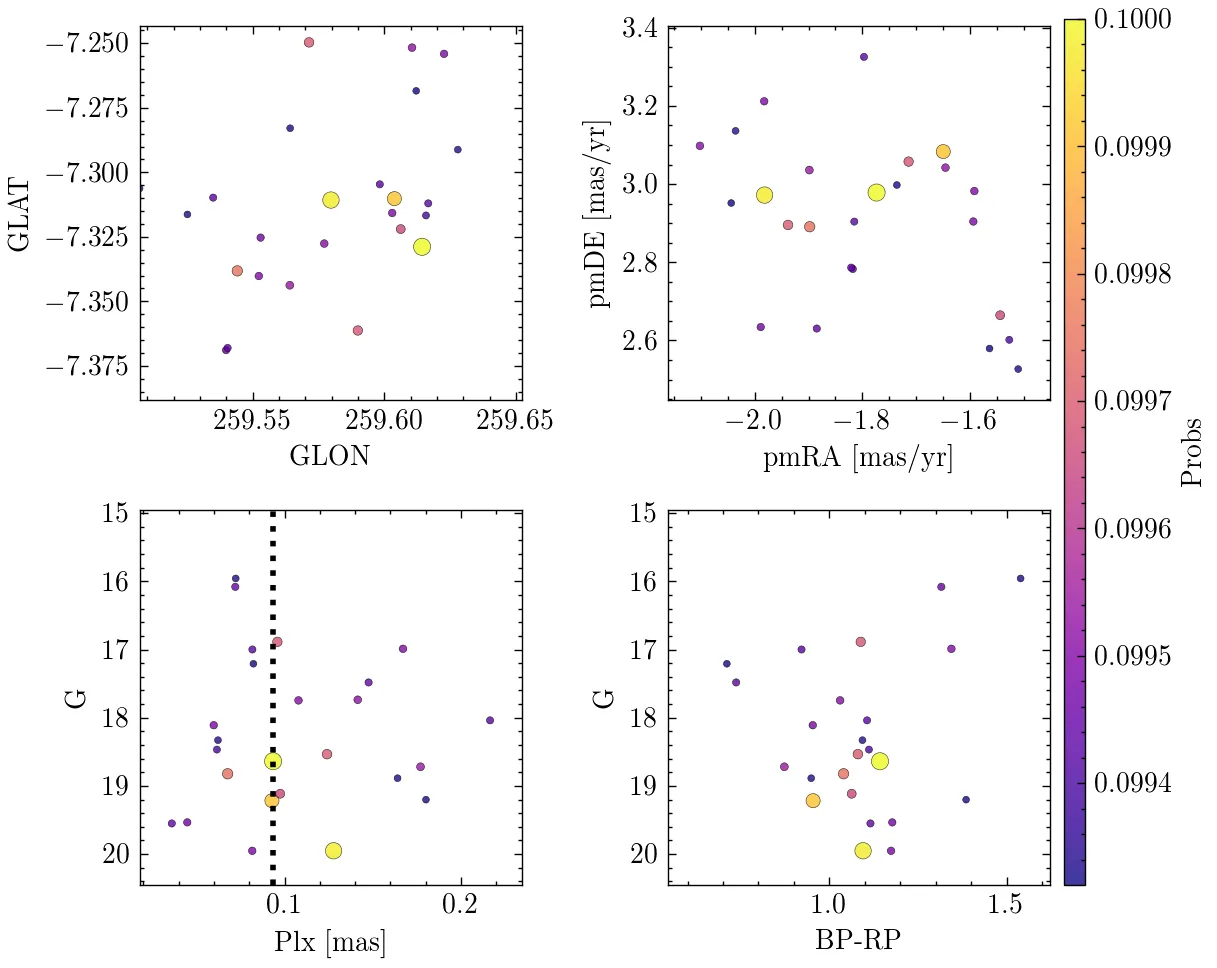 −7.250
−7.275
−7.300
−7.325
−7.350
−7.375
GLAT
259.55 259.60 259.65
GLON
3.4
3.2
3.0
2.8
2.6
pmDE [mas/yr]
−2.0 −1.8 −1.6
pmRA [mas/yr]
15
16
17
18
19
20
G
0.1 0.2
Plx [mas]
15
16
17
18
19
20
G
1.0 1.5
BP-RP
0.1000
0.0999
0.0998
0.0997
0.0996
0.0995
0.0994
Probs